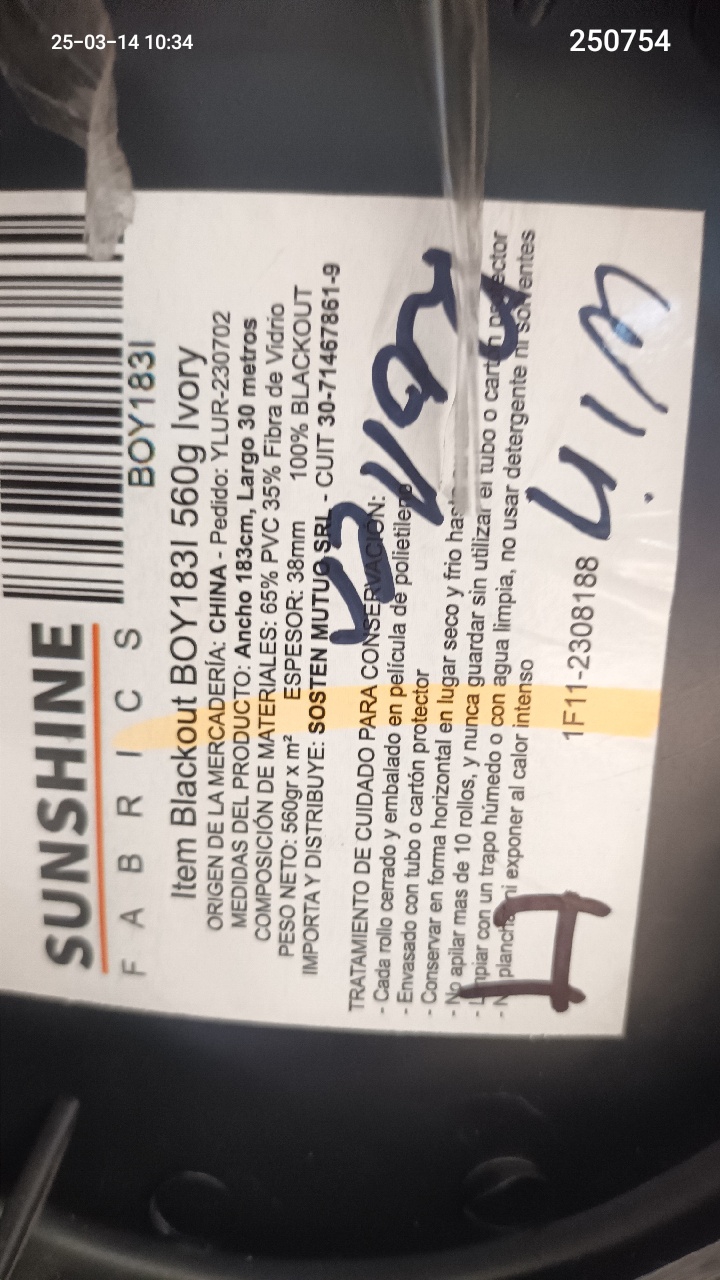 25-03-14 10:34
250754
SUNSHINE
FABRICS
BOY183I
Item Blackout BOY183I 560g Ivory
ORIGEN DE LA MERCADERÍA: CHINA - Pedido: YLUR-230702
MEDIDAS DEL PRODUCTO: Ancho 183cm, Largo 30 metros
COMPOSICIÓN DE MATERIALES: 65% PVC 35% Fibra de Vidrio
PESO NETO: 560gr x m² ESPESOR: 38mm 100% BLACKOUT
IMPORTA Y DISTRIBUYE: SOSTEN MUTUO SRL - CUIT 30-71467861-9
TRATAMIENTO DE CUIDADO PARA CONSERVACIÓN:
- Cada rollo cerrado y embalado en película de polietileno
- Envasado con tubo o cartón protector
- Conservar en forma horizontal en lugar seco y frio
- No apilar mas de 10 rollos, y nunca guardar sin utilizar el tubo o cartón protector
- Limpiar con un trapo húmedo o con agua limpia, no usar detergente ni solventes
- No planchar ni exponer al calor intenso
1F11-2308188